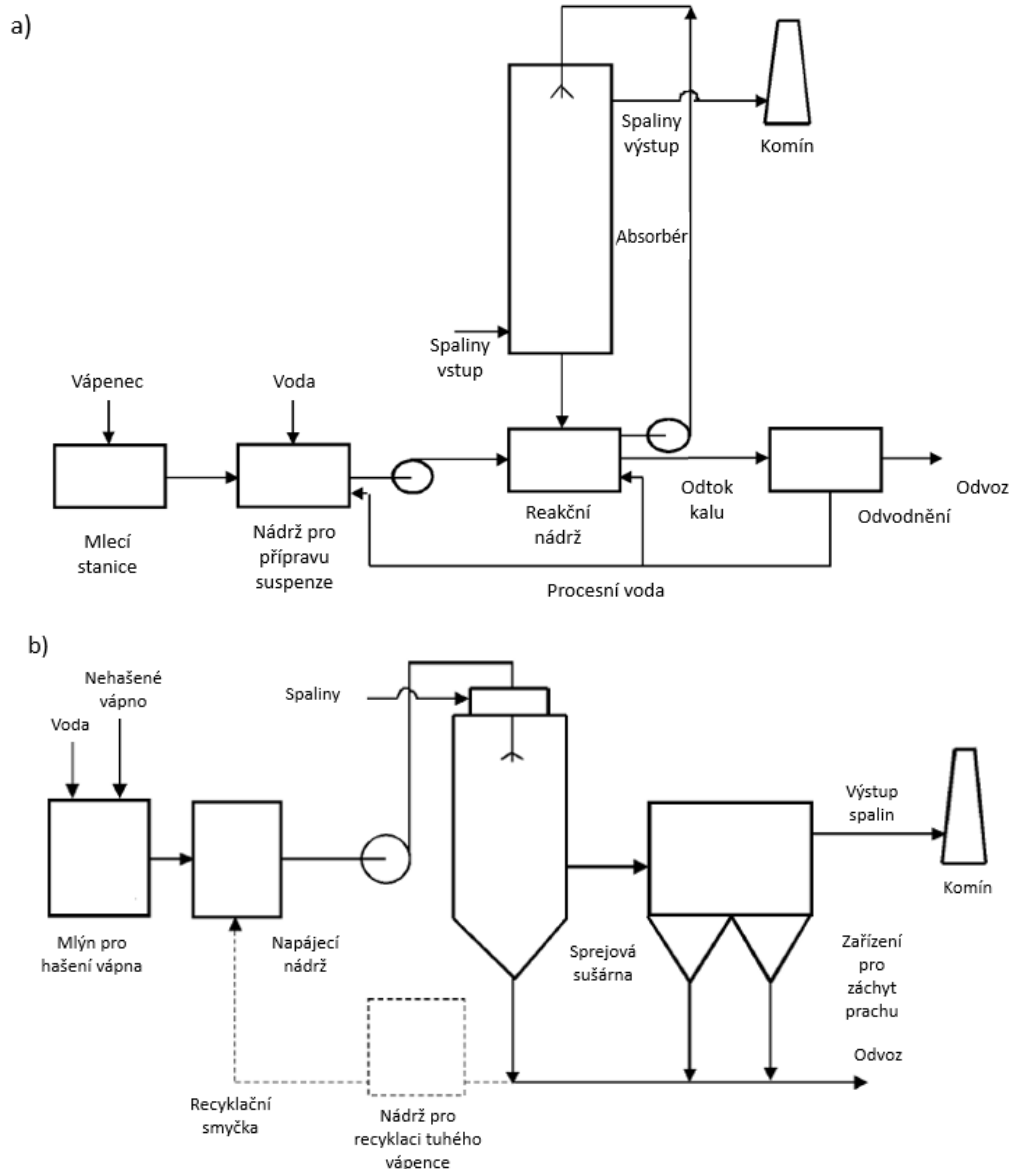 a)
Spaliny
výstup
Komín
Absorbér
Spaliny
vstup
Vápenec
Voda
Mlecí
stanice
Nádrž pro
přípravu
suspenze
Reakční
nádrž
Odtok
kalu
Odvodnění
Odvoz
Procesní voda
b)
Nehašené
vápno
Voda
Spaliny
Výstup
spalin
Komín
Mlýn pro
hašení vápna
Napájecí
nádrž
Sprejová
sušárna
Zařízení
pro
záchyt
prachu
Odvoz
Recyklační
smyčka
Nádrž pro
recyklaci tuhého
vápence